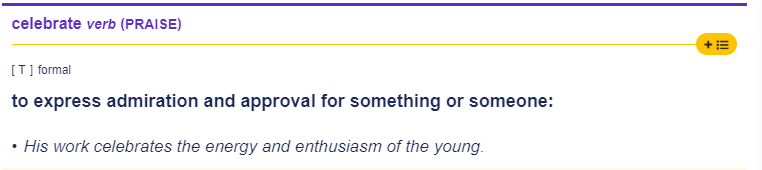 celebrate verb (PRAISE)
[ T ] formal
to express admiration and approval for something or someone:
• His work celebrates the energy and enthusiasm of the young.